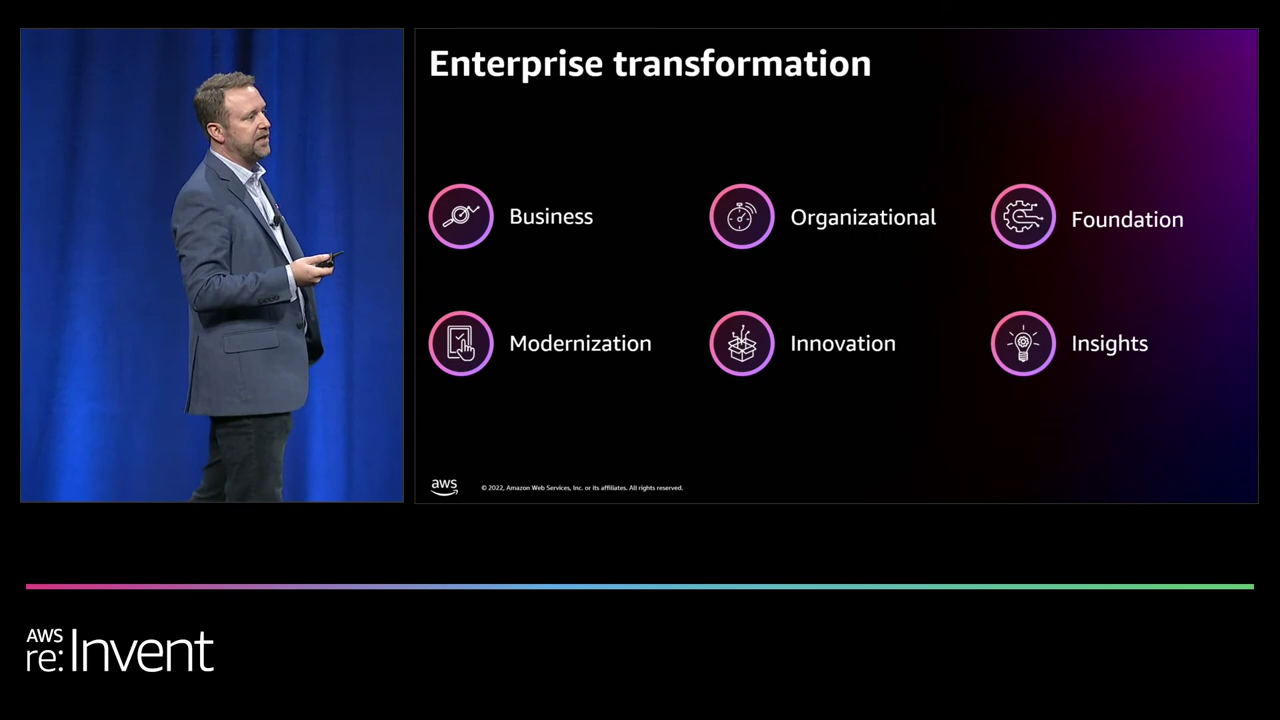 Enterprise transformation
Business
Organizational
Foundation
Modernization
Innovation
Insights
aws
© 2022, Amazon Web Services, Inc. or its affiliates. All rights reserved.
AWS
re:Invent